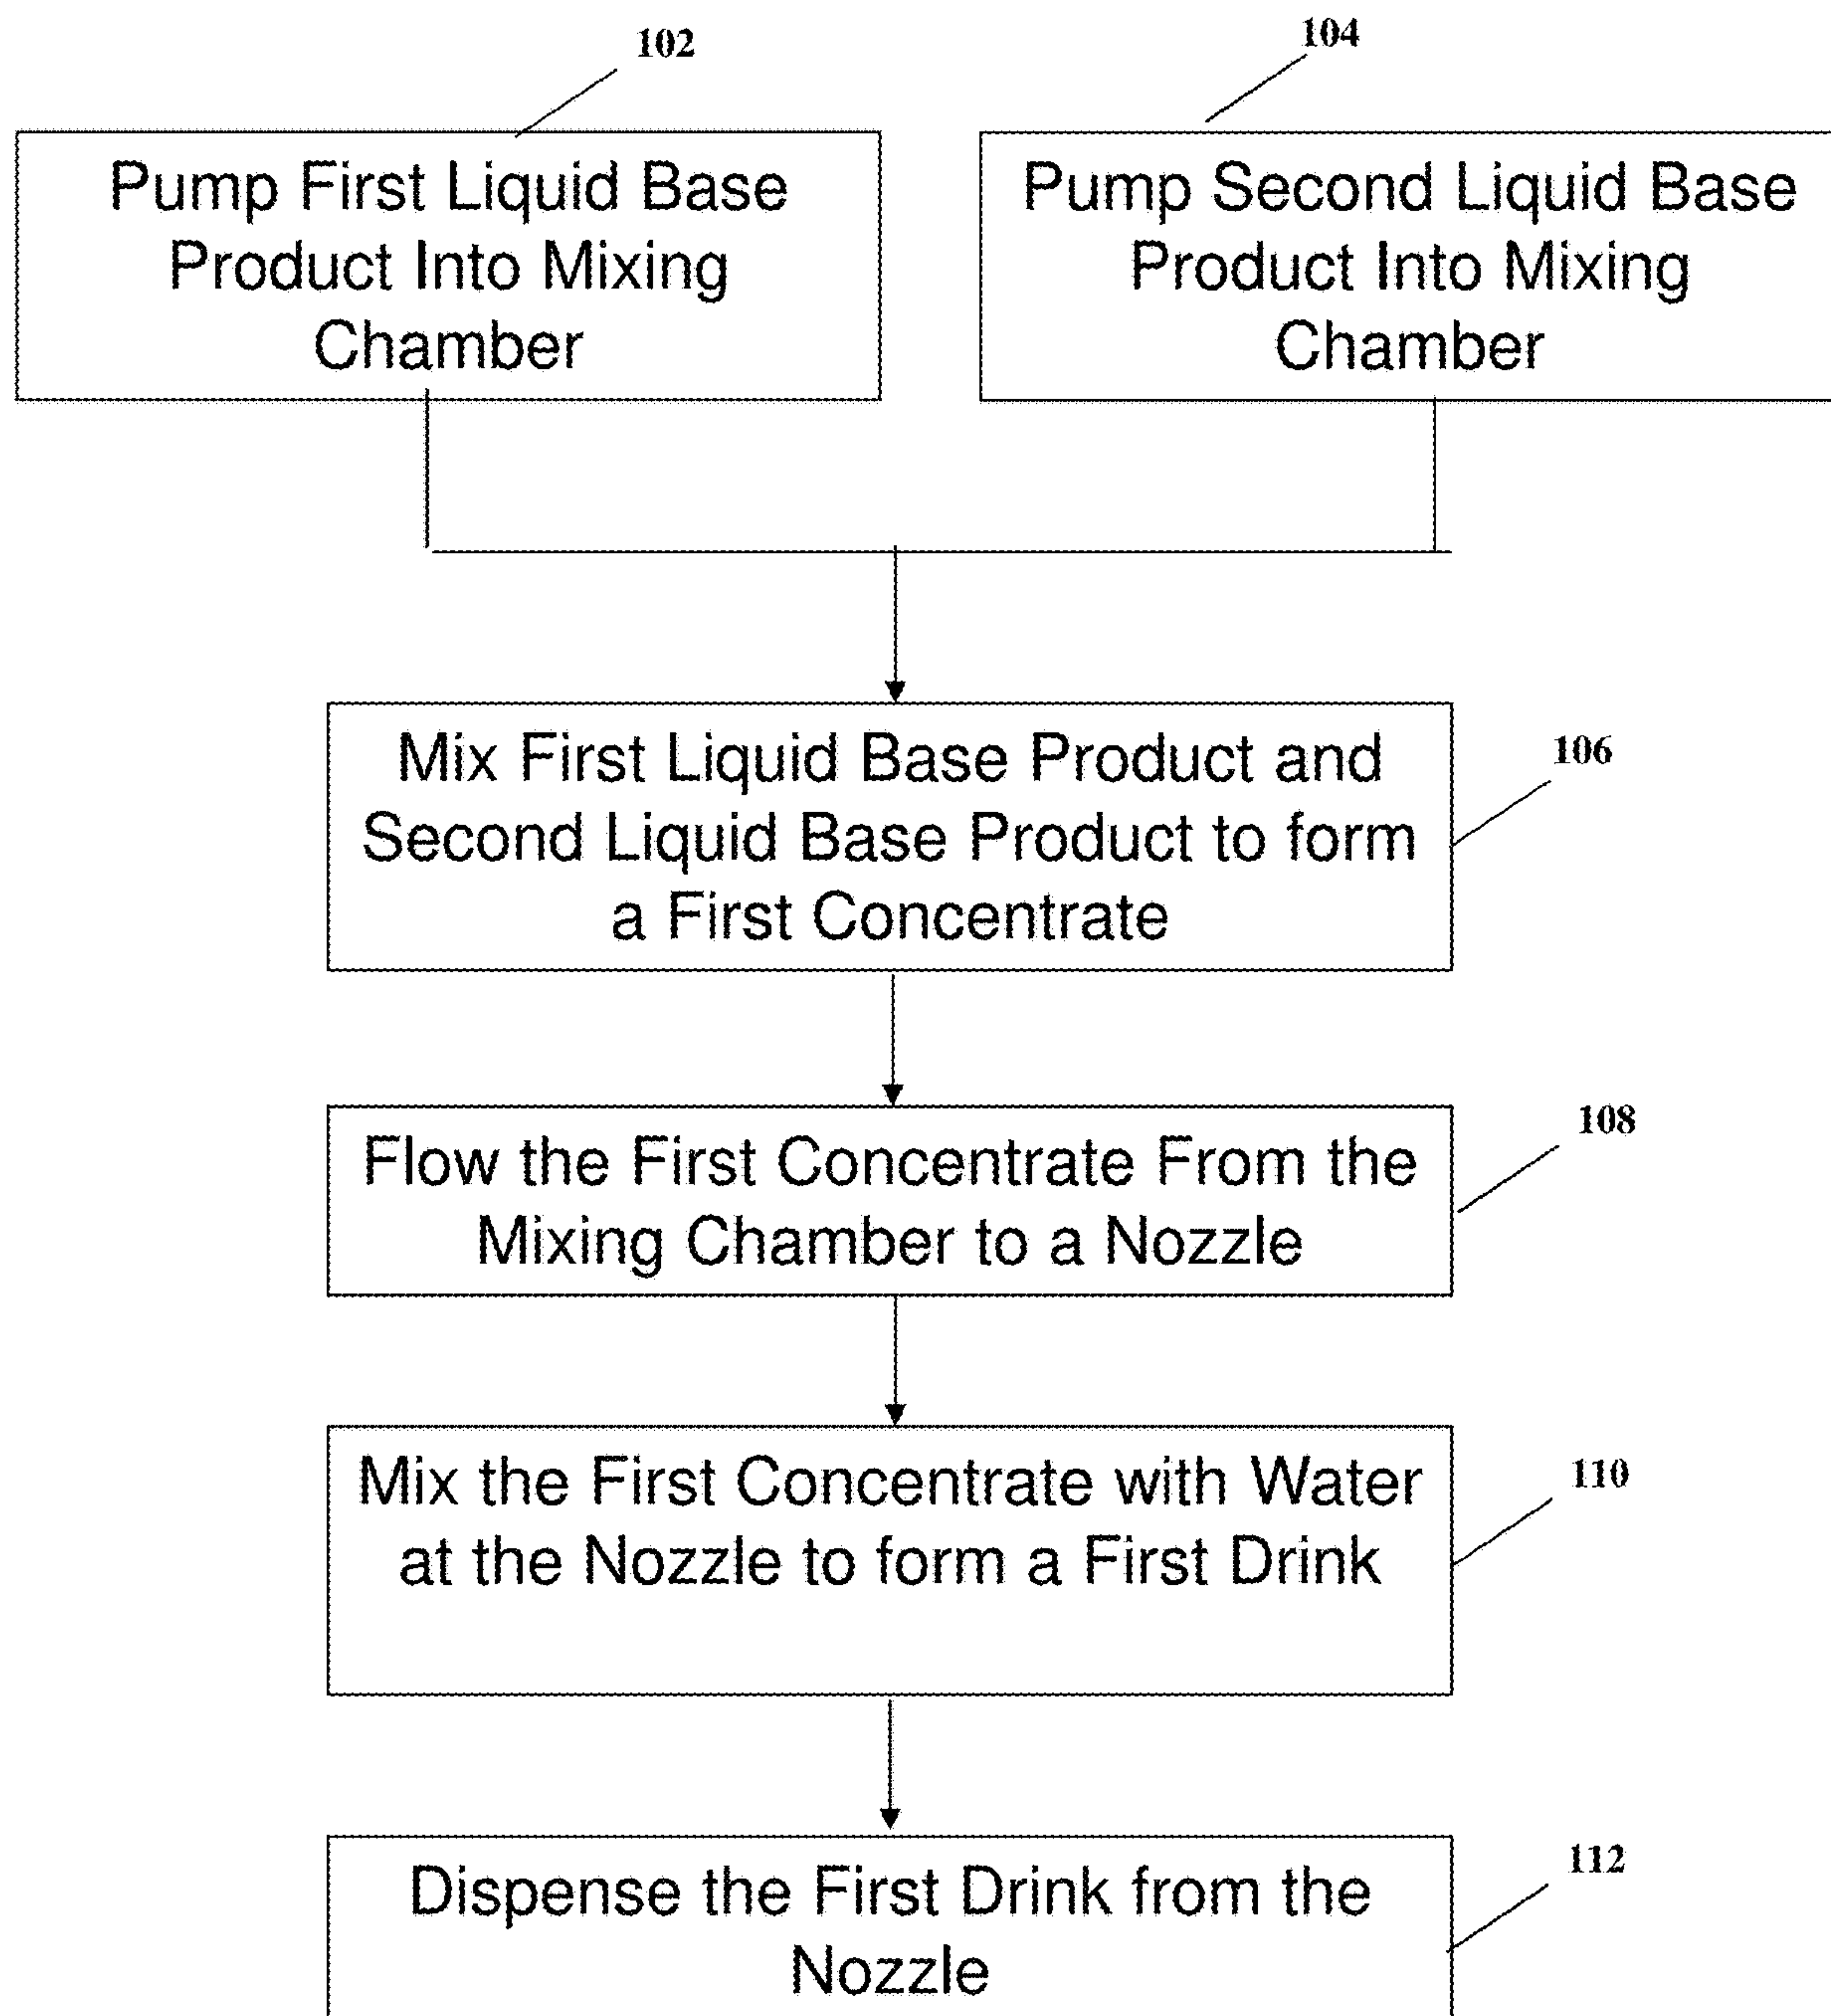 102
104
Pump First Liquid Base
Product Into Mixing
Chamber
Pump Second Liquid Base
Product Into Mixing
Chamber
Mix First Liquid Base Product and
Second Liquid Base Product to form
a First Concentrate
106
Flow the First Concentrate From the
Mixing Chamber to a Nozzle
108
Mix the First Concentrate with Water
at the Nozzle to form a First Drink
110
Dispense the First Drink from the
Nozzle
112